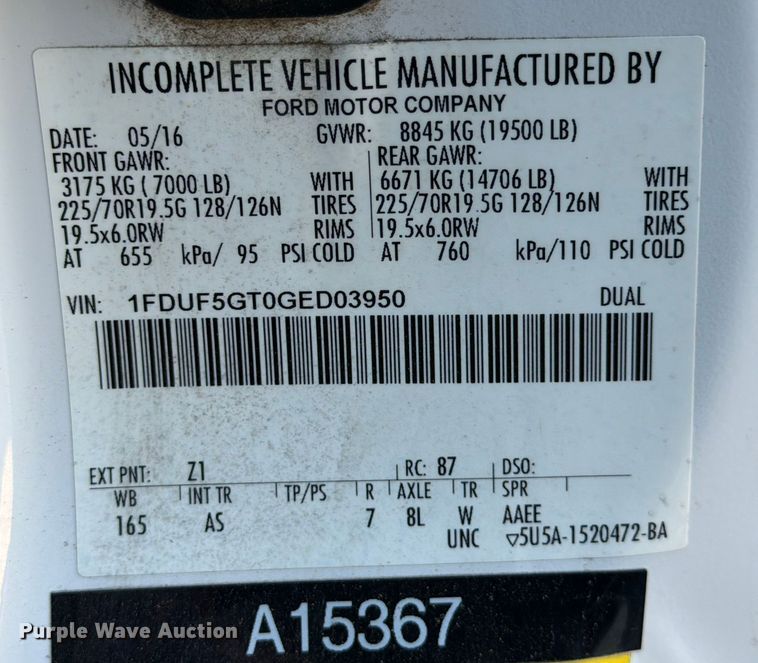 INCOMPLETE VEHICLE MANUFACTURED BY
FORD MOTOR COMPANY
DATE: 05/16 GVWR: 8845 KG (19500 LB)
FRONT GAWR: REAR GAWR:
3175 KG ( 7000 LB) WITH 6671 KG (14706 LB) WITH
225/70R19.5G 128/126N TIRES 225/70R19.5G 128/126N TIRES
19.5x6.0RW RIMS 19.5x6.0RW RIMS
AT 655 kPa/ 95 PSI COLD AT 760 kPa/110 PSI COLD
VIN: 1FDUF5GT0GED03950 DUAL
EXT PNT: Z1 RC: 87 DSO:
WB INT TR TP/PS R AXLE TR SPR
165 AS 7 8L W AAEE
UNC ▽5U5A-1520472-BA
A15367
Purple Wave Auction